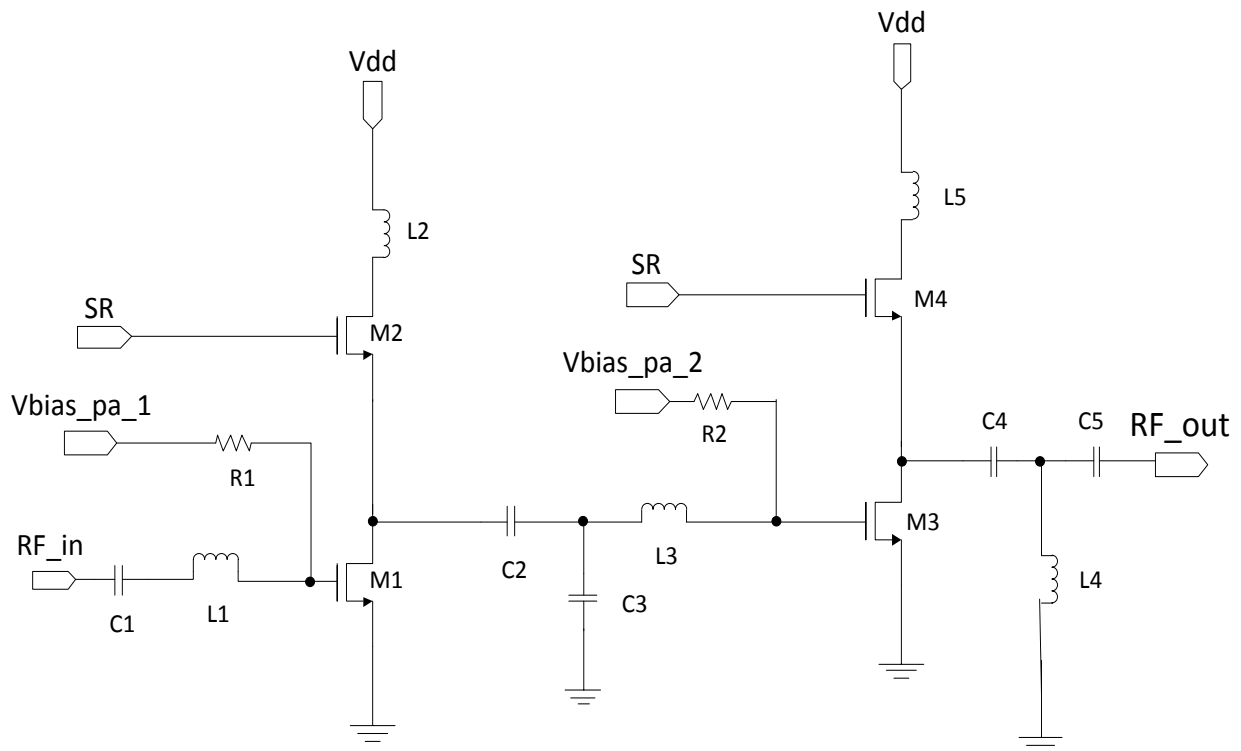 Vdd
Vdd
L2
L5
SR
M2
SR
M4
Vbias_pa_1
R1
Vbias_pa_2
R2
C4
C5
RF_out
RF_in
C1
L1
M1
C2
C3
L3
M3
L4